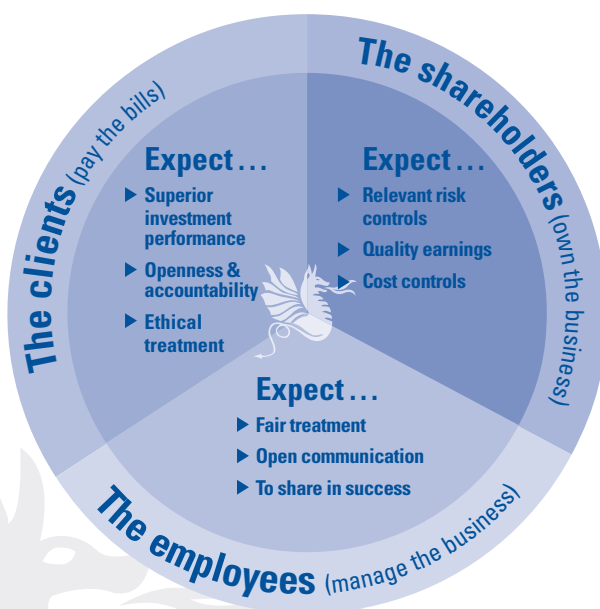 The clients (pay the bills)
Expect...
Superior
investment
performance
Openness &
accountability
Ethical
treatment
The shareholders (own the business)
Expect...
Relevant risk
controls
Quality earnings
Cost controls
Expect...
Fair treatment
Open communication
To share in success
The employees (manage the business)